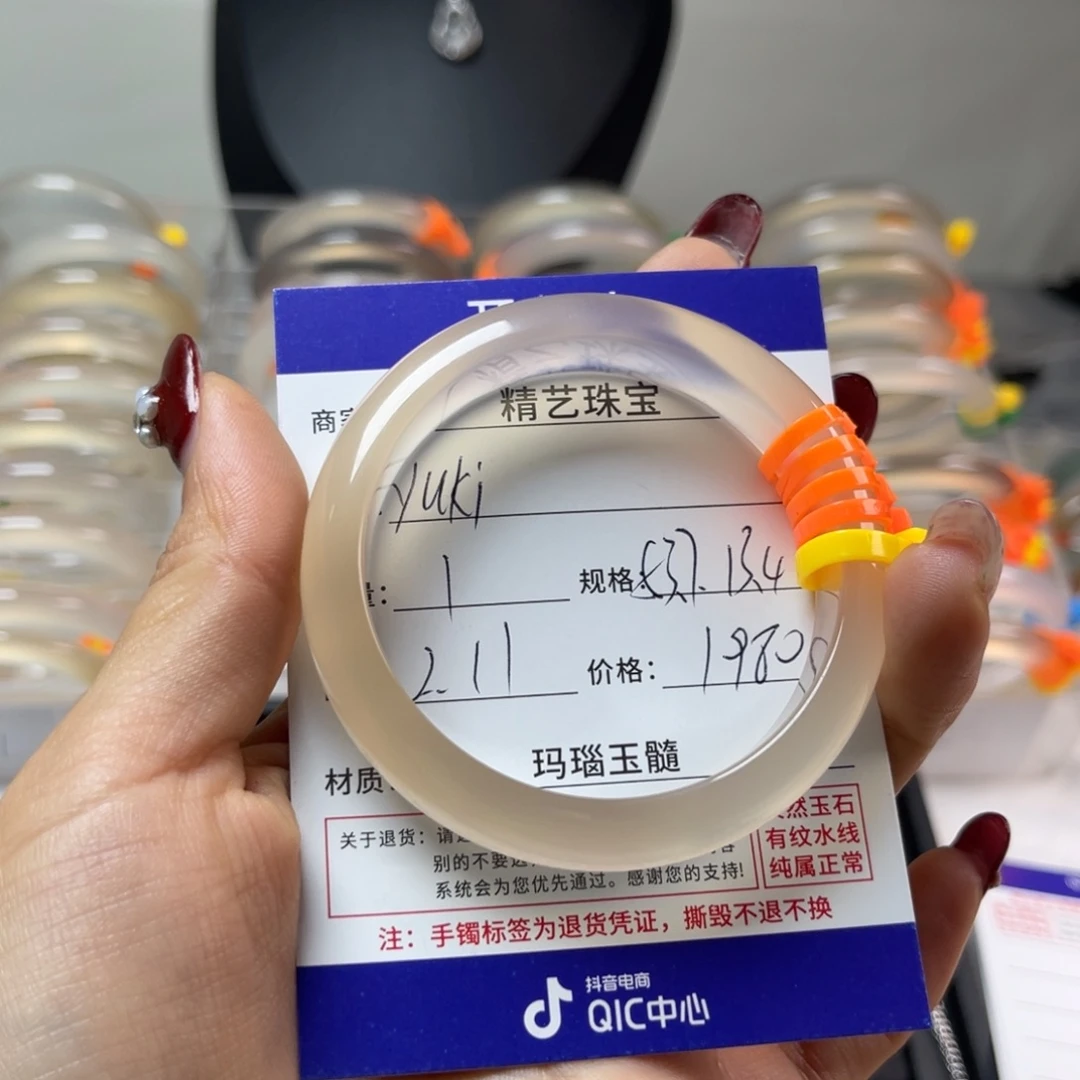 商家
精艺珠宝
yuki
量: 1 规格: 57. 13.4
2.11 价格: 1980
材质: 玛瑙玉髓
关于退货: 请
别的不要
系统会为您优先通过。感谢您的支持!
然玉石
有纹水线
纯属正常
注: 手镯标签为退货凭证, 撕毁不退不换
抖音电商
QIC中心